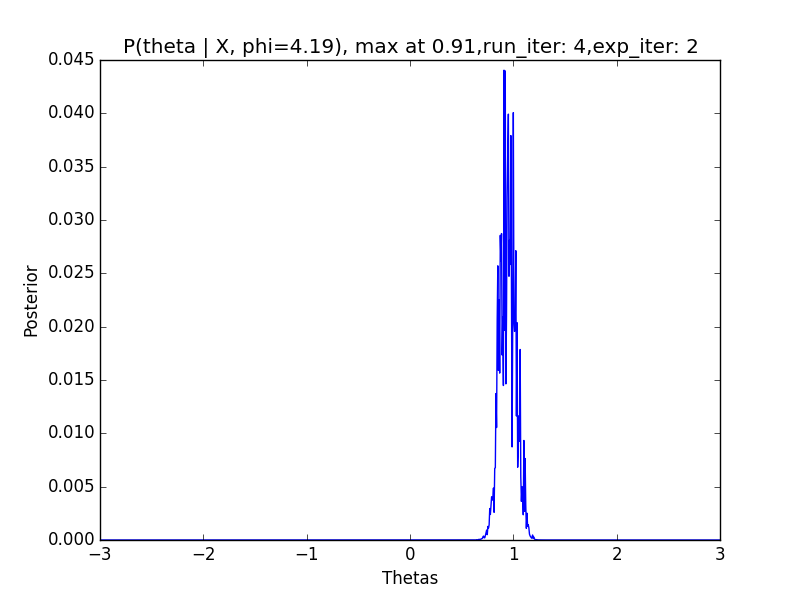 P(theta | X, phi=4.19), max at 0.91,run_iter: 4,exp_iter: 2
0.045
0.040
0.035
0.030
0.025
0.020
0.015
0.010
0.005
0.000
Posterior
−3 −2 −1 0 1 2 3
Thetas